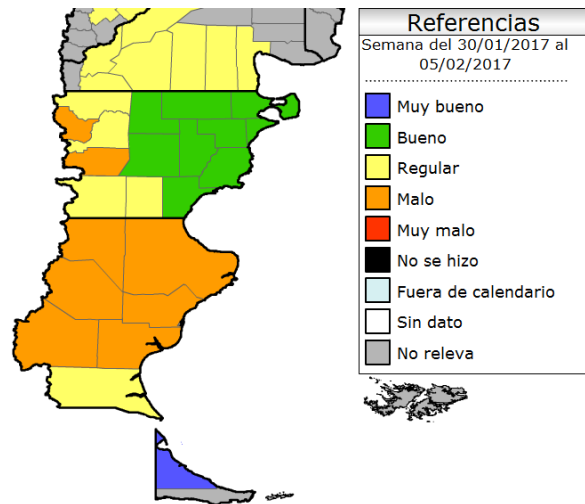 Referencias
Semana del 30/01/2017 al
05/02/2017
Muy bueno
Bueno
Regular
Malo
Muy malo
No se hizo
Fuera de calendario
Sin dato
No releva